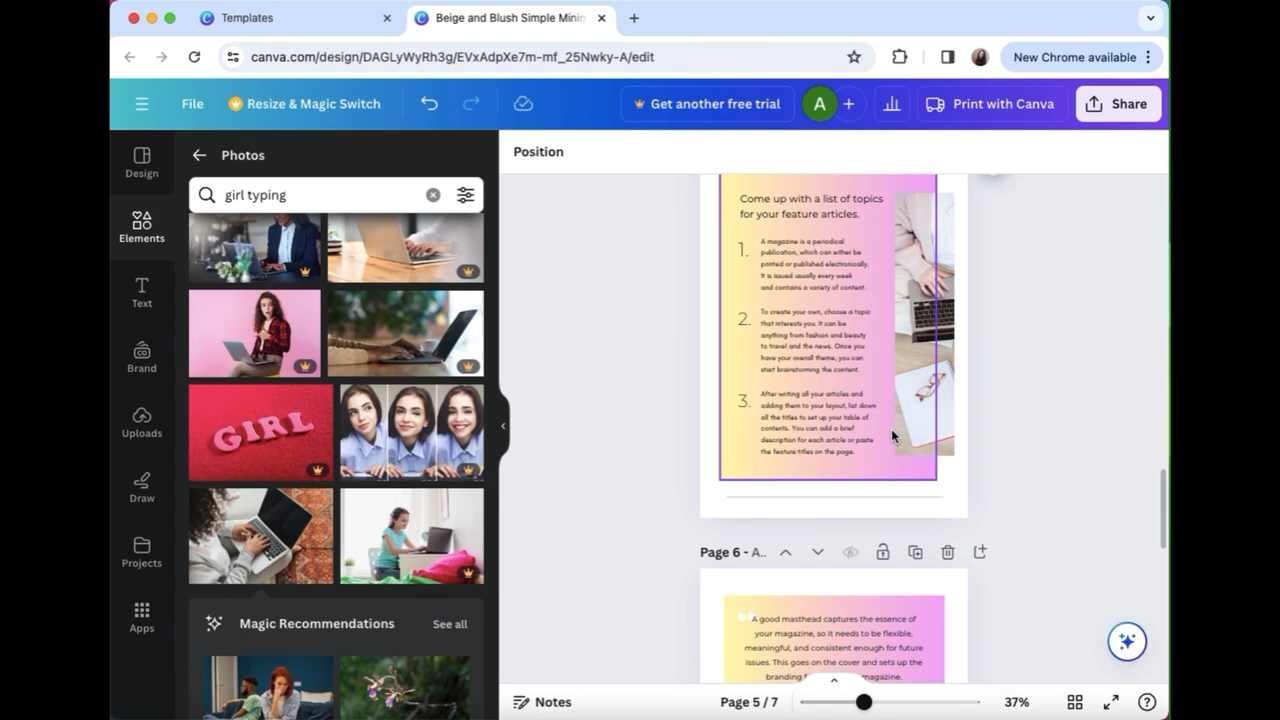 Templates
Beige and Blush Simple Minin
canva.com/design/DAGLyWyRh3g/EVxAdpXe7m-mf_25Nwky-A/edit
New Chrome available
File
Resize & Magic Switch
Get another free trial
A
Print with Canva
Share
Design
Elements
Text
Brand
Uploads
Draw
Projects
Apps
Photos
girl typing
GIRL
Magic Recommendations
See all
Position
Come up with a list of topics
for your feature articles.
1.
A magazine is a periodical
publication, which can either be
printed or published electronically.
It is issued usually every week
and contains a variety of content.
2.
To create your own, choose a topic
that interests you. It can be
anything from fashion and beauty
to travel and the news. Once you
have your overall theme, you can
start brainstorming the content.
3.
After writing all your articles and
adding them to your layout, list down
all the titles to set up your table of
contents. You can add a brief
description for each article or paste
the feature titles on the page.
Page 6 - A..
A good masthead captures the essence of
your magazine, so it needs to be flexible,
meaningful, and consistent enough for future
issues. This goes on the cover and sets up the
branding magazine.
Notes
Page 5 / 7
37%